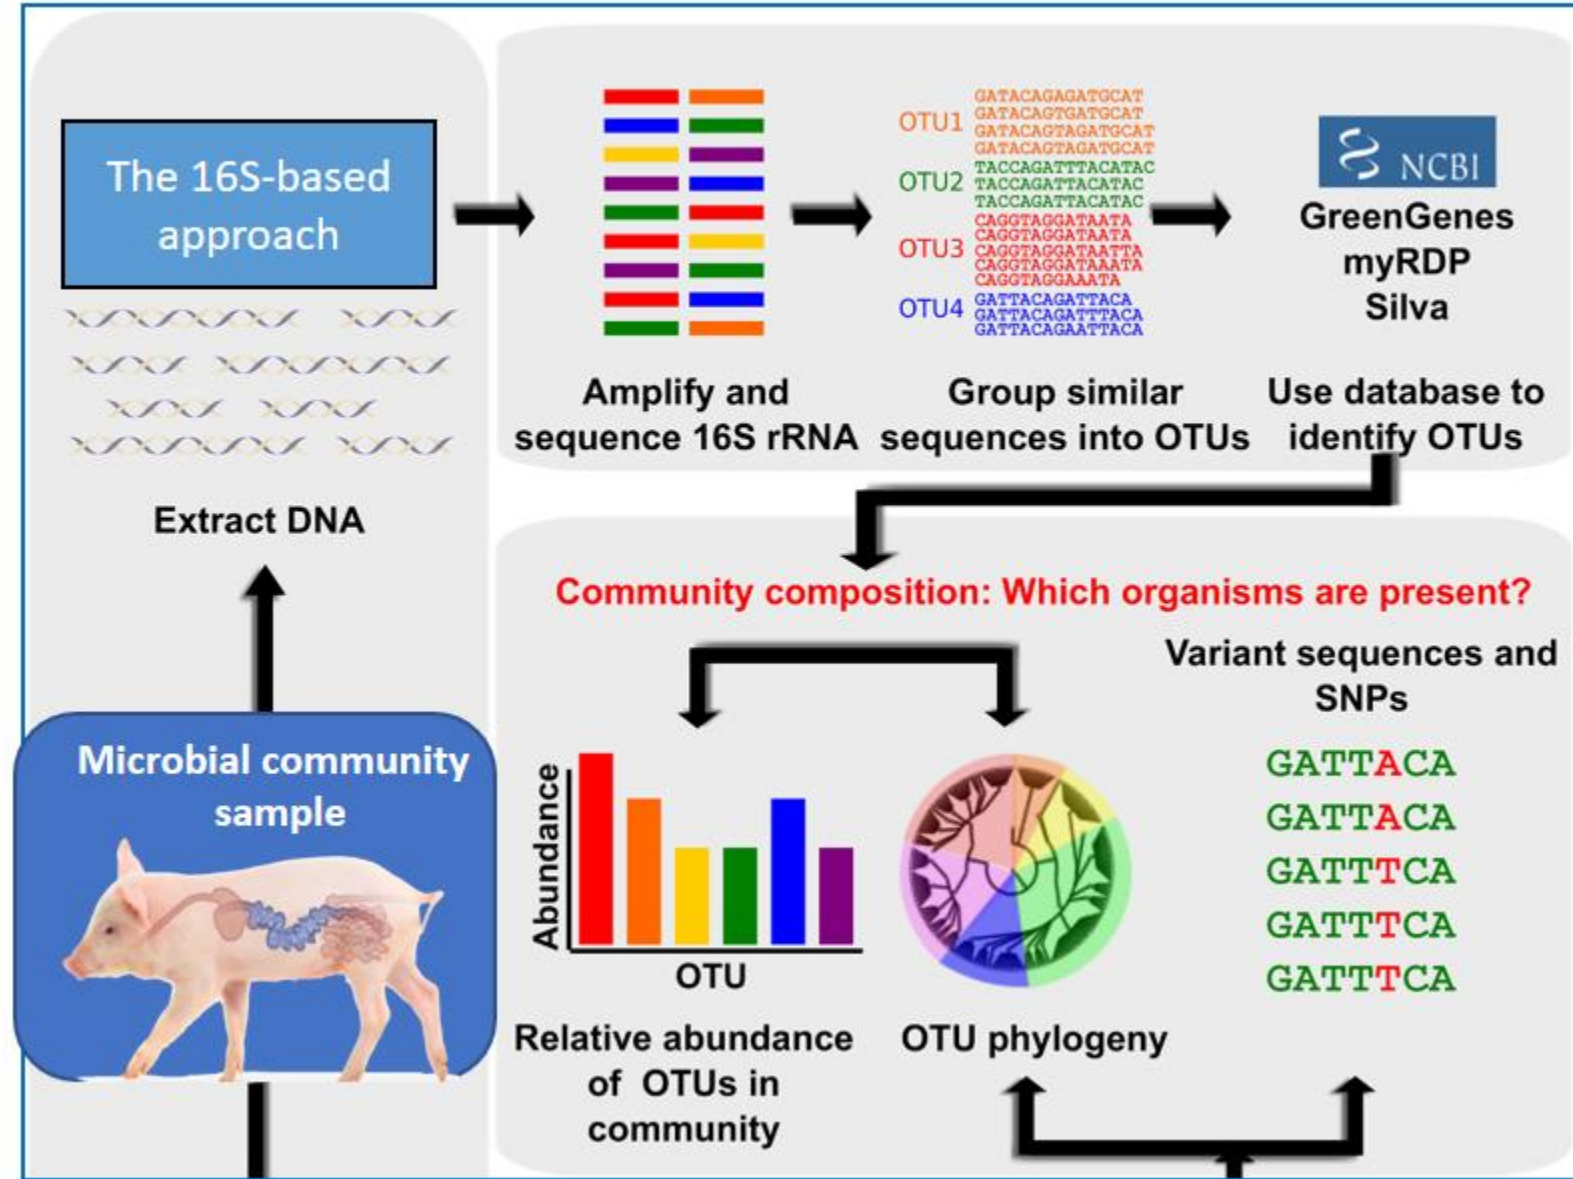 The 16S-based
approach
Extract DNA
Microbial community
sample
OTU1
GATACAGAGATGCAT
GATACAGTGATGCAT
GATACAGTAGATGCAT
GATACAGTAGATGCAT
OTU2
TACCAGATTTACATAC
TACCAGATTACATAC
TACCAGATTACATAC
OTU3
CAGGTAGGATAATA
CAGGTAGGATAATA
CAGGTAGGATAATTA
CAGGTAGGATAAATA
CAGGTAGGAAATA
OTU4
GATTACAGATTACA
GATTACAGATTTACA
GATTACAGAATTACA
NCBI
GreenGenes
myRDP
Silva
Amplify and
sequence 16S rRNA
Group similar
sequences into OTUs
Use database to
identify OTUs
Community composition: Which organisms are present?
Abundance
OTU
Relative abundance
of OTUs in
community
OTU phylogeny
Variant sequences and
SNPs
GATTACA
GATTACA
GATTTCA
GATTTCA
GATTTCA